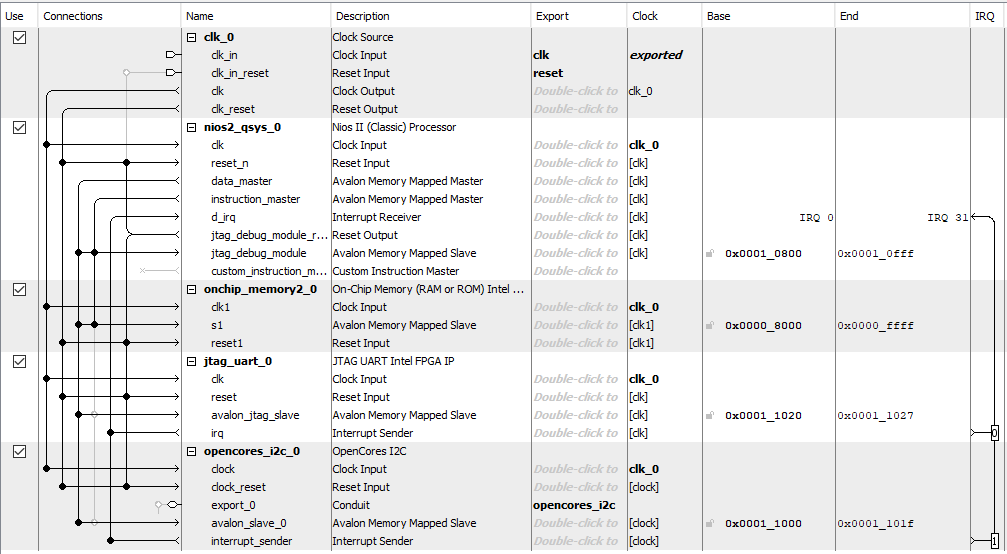 Use Connections Name Description Export Clock Base End IRQ
clk_0 Clock Source
clk_in Clock Input clk exported
clk_in_reset Reset Input reset
clk Clock Output Double-click to clk_0
clk_reset Reset Output Double-click to
nios2_qsys_0 Nios II (Classic) Processor
clk Clock Input Double-click to clk_0
reset_n Reset Input Double-click to [clk]
data_master Avalon Memory Mapped Master Double-click to [clk]
instruction_master Avalon Memory Mapped Master Double-click to [clk]
d_irq Interrupt Receiver Double-click to [clk] IRQ 0 IRQ 31
jtag_debug_module_r... Reset Output Double-click to [clk]
jtag_debug_module Avalon Memory Mapped Slave Double-click to [clk] 0x0001_0800 0x0001_0fff
custom_instruction_m... Custom Instruction Master Double-click to
onchip_memory2_0 On-Chip Memory (RAM or ROM) Intel ...
clk1 Clock Input Double-click to clk_0
s1 Avalon Memory Mapped Slave Double-click to [clk1] 0x0000_8000 0x0000_ffff
reset1 Reset Input Double-click to [clk1]
jtag_uart_0 JTAG UART Intel FPGA IP
clk Clock Input Double-click to clk_0
reset Reset Input Double-click to [clk]
avalon_jtag_slave Avalon Memory Mapped Slave Double-click to [clk] 0x0001_1020 0x0001_1027
irq Interrupt Sender Double-click to [clk] 0
opencores_i2c_0 OpenCores I2C
clock Clock Input Double-click to clk_0
clock_reset Reset Input Double-click to [clock]
export_0 Conduit opencores_i2c
avalon_slave_0 Avalon Memory Mapped Slave Double-click to [clock] 0x0001_1000 0x0001_101f
interrupt_sender Interrupt Sender Double-click to [clock] 1